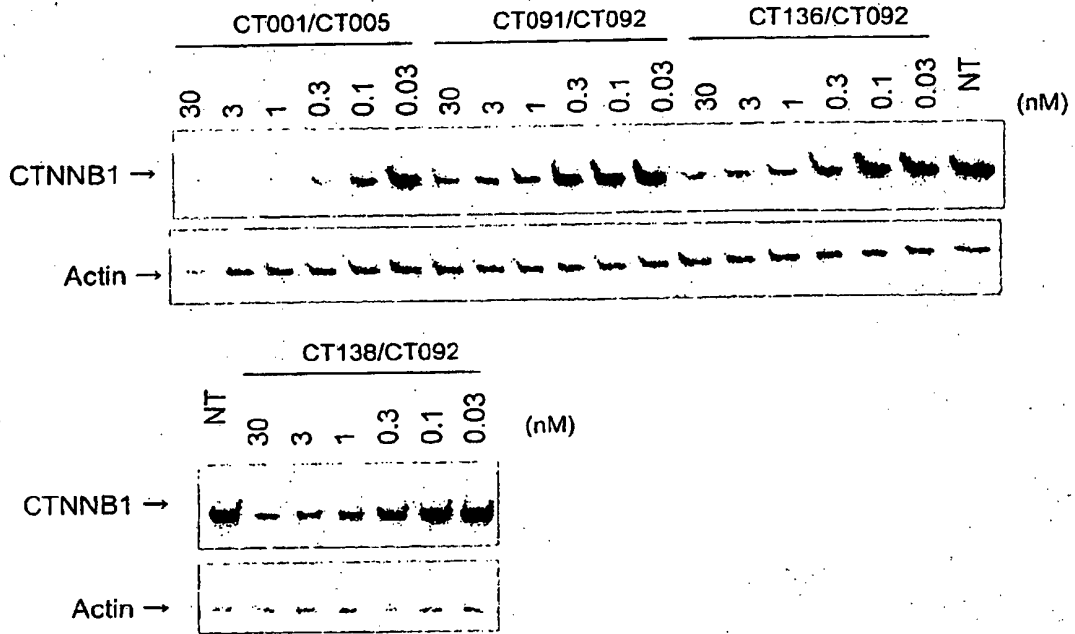 CT001/CT005 CT091/CT092 CT136/CT092
30 3 1 0.3 0.1 0.03 30 3 1 0.3 0.1 0.03 30 3 1 0.3 0.1 0.03 NT (nM)
CTNNB1 →
Actin →
CT138/CT092
NT 30 3 1 0.3 0.1 0.03 (nM)
CTNNB1 →
Actin →